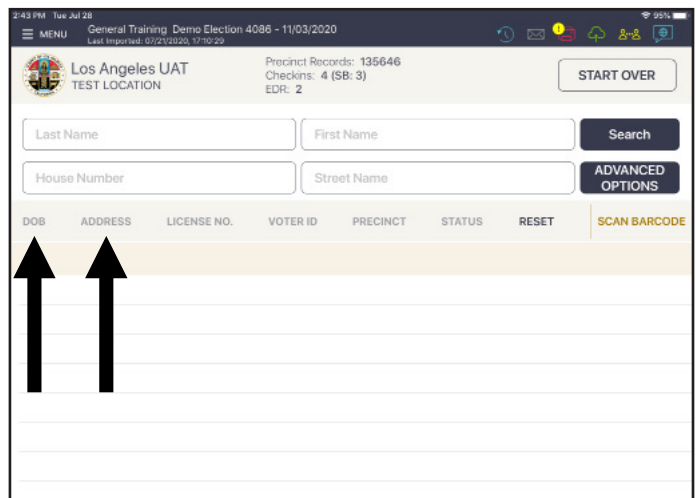 2:43 PM Tue Jul 28
95%
MENU
General Training Demo Election 4086 - 11/03/2020
Last Imported: 07/21/2020, 17:10:29
Los Angeles UAT
TEST LOCATION
Precinct Records: 135646
Checkins: 4 (SB: 3)
EDR: 2
START OVER
Last Name
First Name
Search
House Number
Street Name
ADVANCED
OPTIONS
DOB ADDRESS LICENSE NO. VOTER ID PRECINCT STATUS RESET SCAN BARCODE